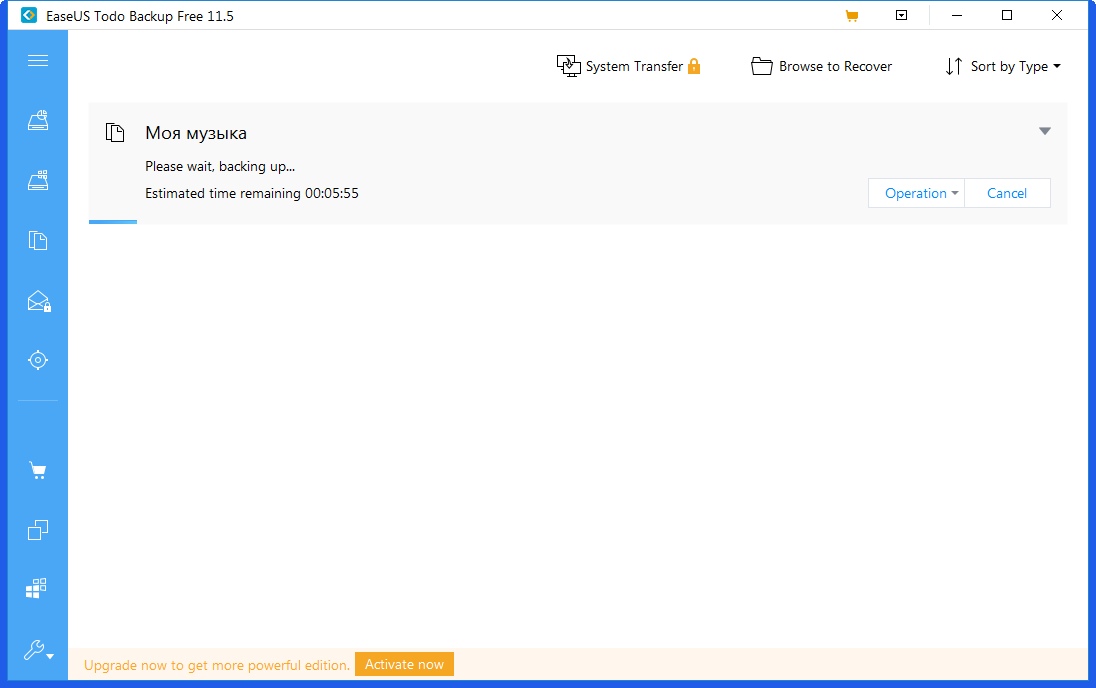 EaseUS Todo Backup Free 11.5
System Transfer
Browse to Recover
Sort by Type
Моя музыка
Please wait, backing up...
Estimated time remaining 00:05:55
Operation
Cancel
Upgrade now to get more powerful edition.
Activate now